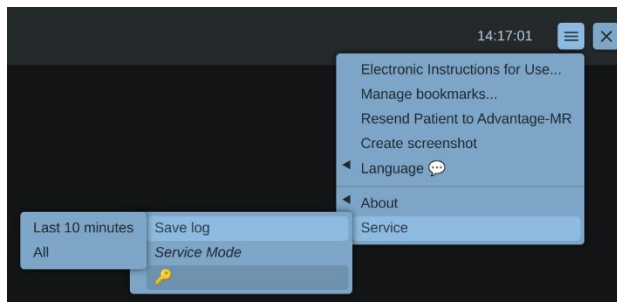 14:17:01
Electronic Instructions for Use...
Manage bookmarks...
Resend Patient to Advantage-MR
Create screenshot
Language
About
Service
Save log
Service Mode
Last 10 minutes
All